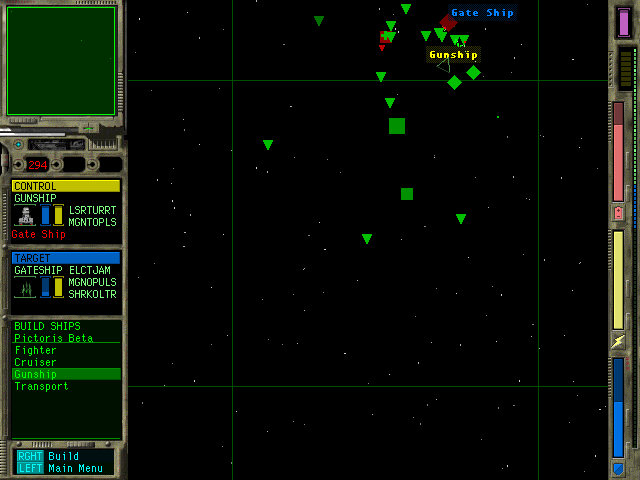 Gate Ship
Gunship
294
CONTROL
GUNSHIP
LSRTURRT
MGNTOPLS
Gate Ship
TARGET
GATESHIP ELCTJAM
MGNOPULS
SHRKOLTR
BUILD SHIPS
Pictoris Beta
Fighter
Cruiser
Gunship
Transport
RGHT Build
LEFT Main Menu